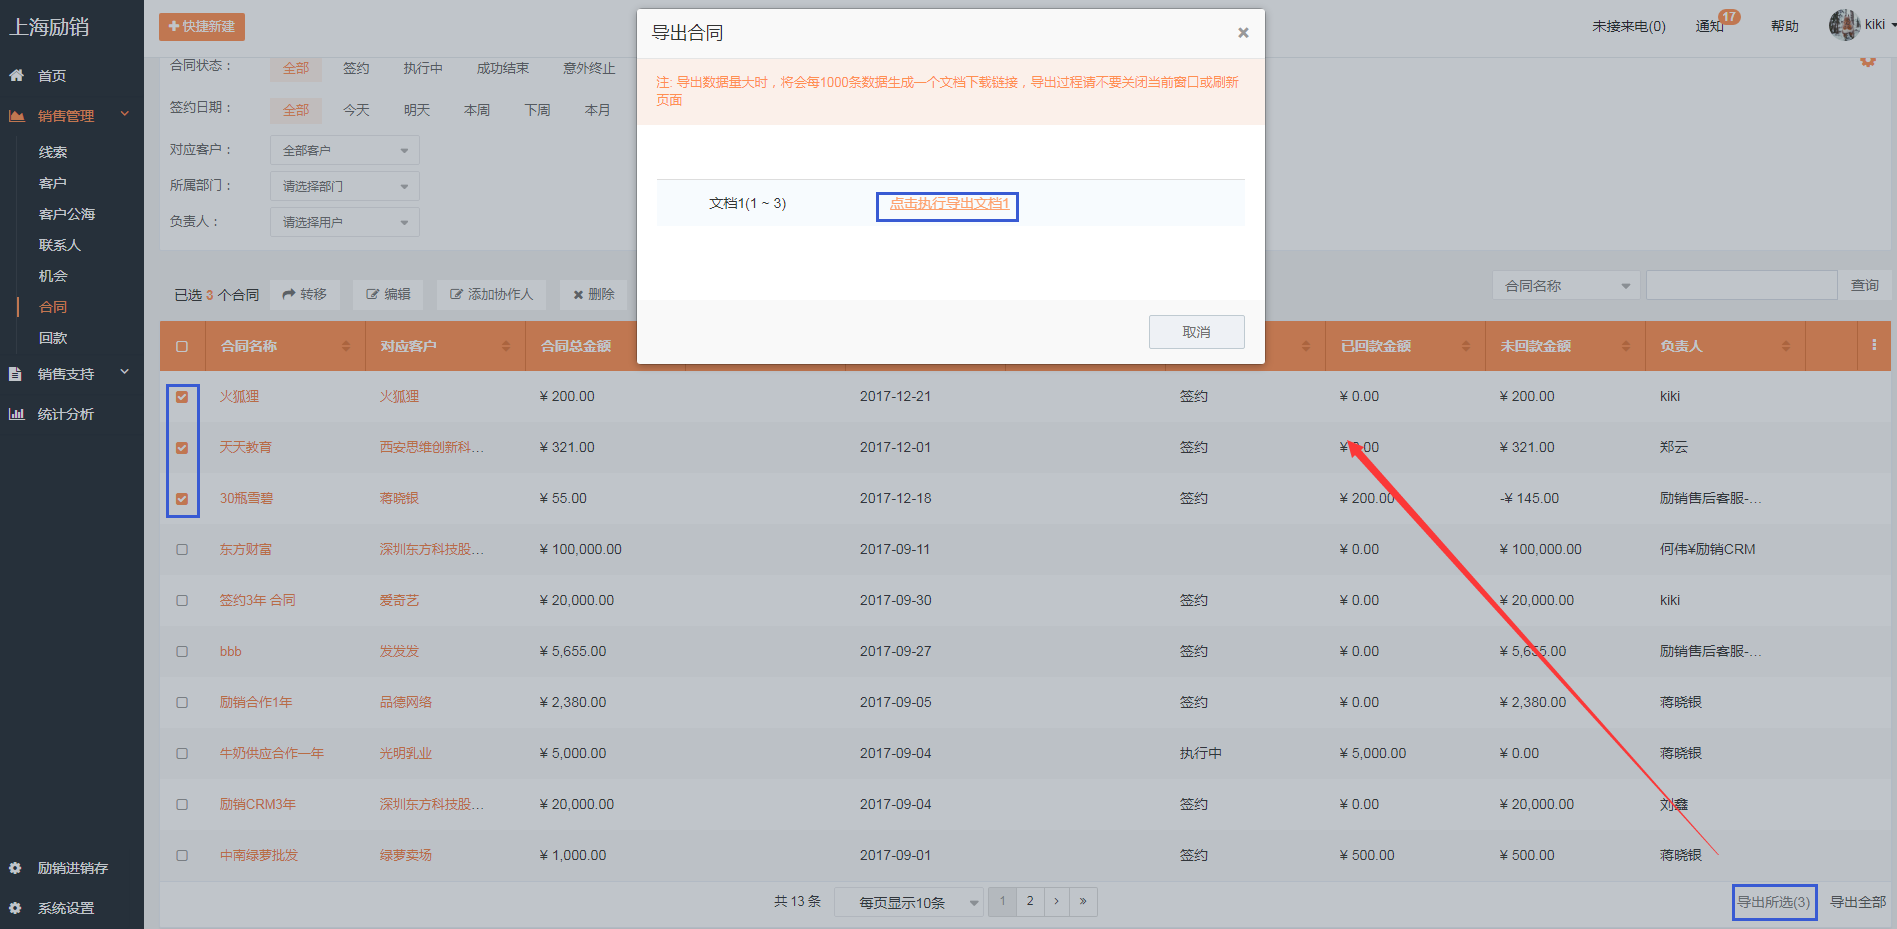 上海励销
快捷新建
未接来电(0)
通知
17
帮助
kiki
首页
销售管理
线索
客户
客户公海
联系人
机会
合同
回款
销售支持
统计分析
励销进销存
系统设置
合同状态：
全部 签约 执行中 成功结束 意外终止
签约日期：
全部 今天 明天 本周 下周 本月
对应客户：
全部客户
所属部门：
请选择部门
负责人：
请选择用户
导出合同
×
注: 导出数据量大时，将会每1000条数据生成一个文档下载链接，导出过程请不要关闭当前窗口或刷新
页面
文档1(1 ~ 3) 点击执行导出文档1
取消
已选 3 个合同 转移 编辑 添加协作人 删除
合同名称 查询
合同名称 对应客户 合同总金额 已回款金额 未回款金额 负责人
火狐狸 火狐狸 ¥ 200.00 2017-12-21 签约 ¥ 0.00 ¥ 200.00 kiki
天天教育 西安思维创新科... ¥ 321.00 2017-12-01 签约 ¥ 0.00 ¥ 321.00 郑云
30瓶雪碧 蒋晓银 ¥ 55.00 2017-12-18 签约 ¥ 200.00 -¥ 145.00 励销售后客服-...
东方财富 深圳东方科技股... ¥ 100,000.00 2017-09-11 ¥ 0.00 ¥ 100,000.00 何伟¥励销CRM
签约3年 合同 爱奇艺 ¥ 20,000.00 2017-09-30 签约 ¥ 0.00 ¥ 20,000.00 kiki
bbb 发发发 ¥ 5,655.00 2017-09-27 签约 ¥ 0.00 ¥ 5,655.00 励销售后客服-...
励销合作1年 品德网络 ¥ 2,380.00 2017-09-05 签约 ¥ 0.00 ¥ 2,380.00 蒋晓银
牛奶供应合作一年 光明乳业 ¥ 5,000.00 2017-09-04 执行中 ¥ 5,000.00 ¥ 0.00 蒋晓银
励销CRM3年 深圳东方科技股... ¥ 20,000.00 2017-09-04 签约 ¥ 0.00 ¥ 20,000.00 刘鑫
中南绿萝批发 绿萝卖场 ¥ 1,000.00 2017-09-01 签约 ¥ 500.00 ¥ 500.00 蒋晓银
共 13 条 每页显示10条 1 2 › »
导出所选(3) 导出全部